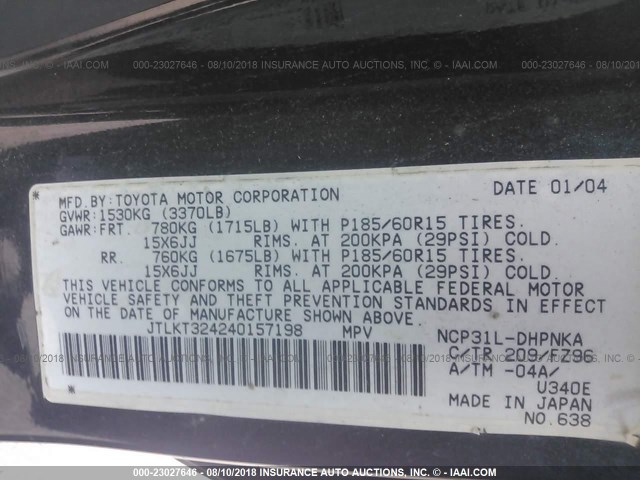 000-23027646 - 08/10/2018 - INSURANCE AUTO AUCTIONS, INC. - © - IAAI.COM
MFD.BY:TOYOTA MOTOR CORPORATION DATE 01/04
GVWR:1530KG (3370LB)
GAWR:FRT. 780KG (1715LB) WITH P185/60R15 TIRES.
15X6JJ RIMS. AT 200KPA (29PSI) COLD.
RR. 760KG (1675LB) WITH P185/60R15 TIRES.
15X6JJ RIMS. AT 200KPA (29PSI) COLD.
THIS VEHICLE CONFORMS TO ALL APPLICABLE FEDERAL MOTOR
VEHICLE SAFETY AND THEFT PREVENTION STANDARDS IN EFFECT
ON THE DATE OF MANUFACTURE SHOWN ABOVE.
JTLKT324240157198 MPV NCP31L-DHPNKA
C/TR 209/FZ96
A/TM -04A/
U340E
MADE IN JAPAN
NO.638
000-23027646 - 08/10/2018 - INSURANCE AUTO AUCTIONS, INC. - © - IAAI.COM